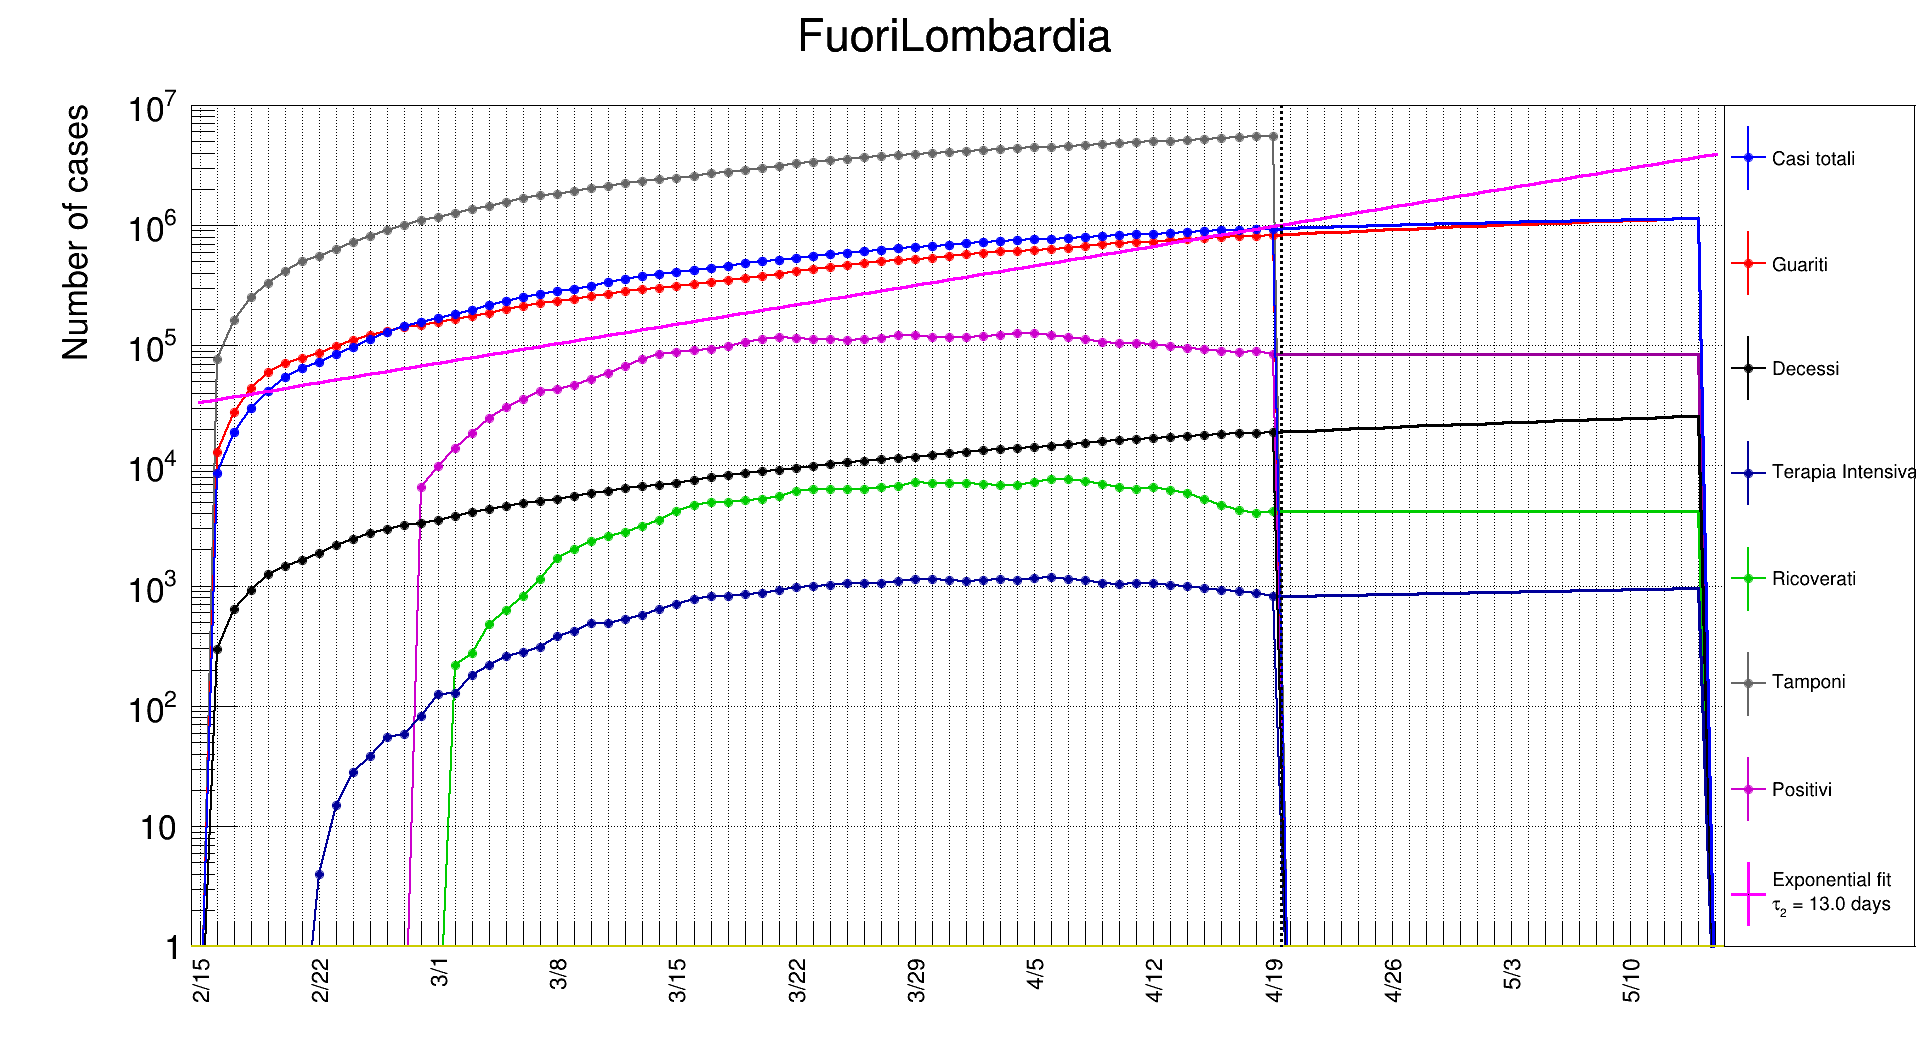 FuoriLombardia
Number of cases
10^7
10^6
10^5
10^4
10^3
10^2
10
1
2/15 2/22 3/1 3/8 3/15 3/22 3/29 4/5 4/12 4/19 4/26 5/3 5/10
Casi totali
Guariti
Decessi
Terapia Intensiva
Ricoverati
Tamponi
Positivi
Exponential fit
τ₂ = 13.0 days